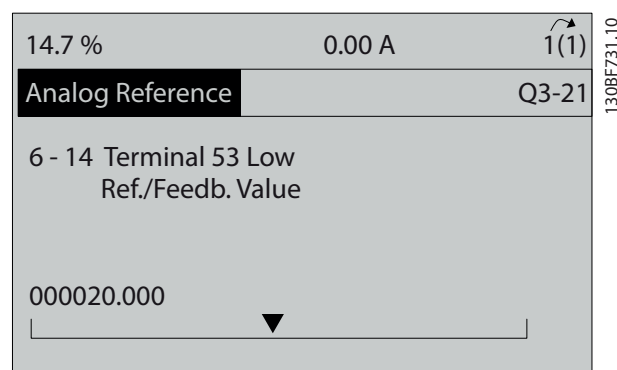 14.7 % 0.00 A 1(1)
Analog Reference Q3-21
6 - 14 Terminal 53 Low
Ref./Feedb. Value
000020.000
130BF731.10